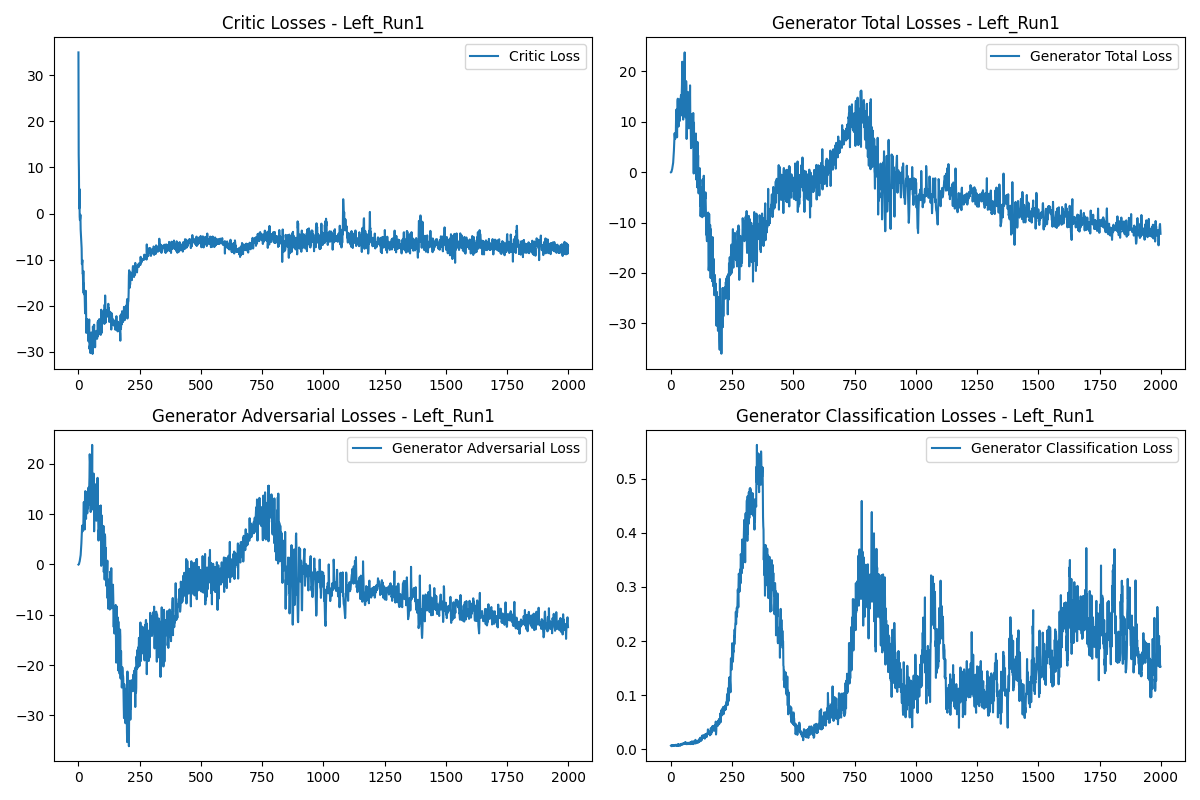 Critic Losses - Left_Run1
Critic Loss
30
20
10
0
−10
−20
−30
0 250 500 750 1000 1250 1500 1750 2000
Generator Total Losses - Left_Run1
Generator Total Loss
20
10
0
−10
−20
−30
0 250 500 750 1000 1250 1500 1750 2000
Generator Adversarial Losses - Left_Run1
Generator Adversarial Loss
20
10
0
−10
−20
−30
0 250 500 750 1000 1250 1500 1750 2000
Generator Classification Losses - Left_Run1
Generator Classification Loss
0.5
0.4
0.3
0.2
0.1
0.0
0 250 500 750 1000 1250 1500 1750 2000